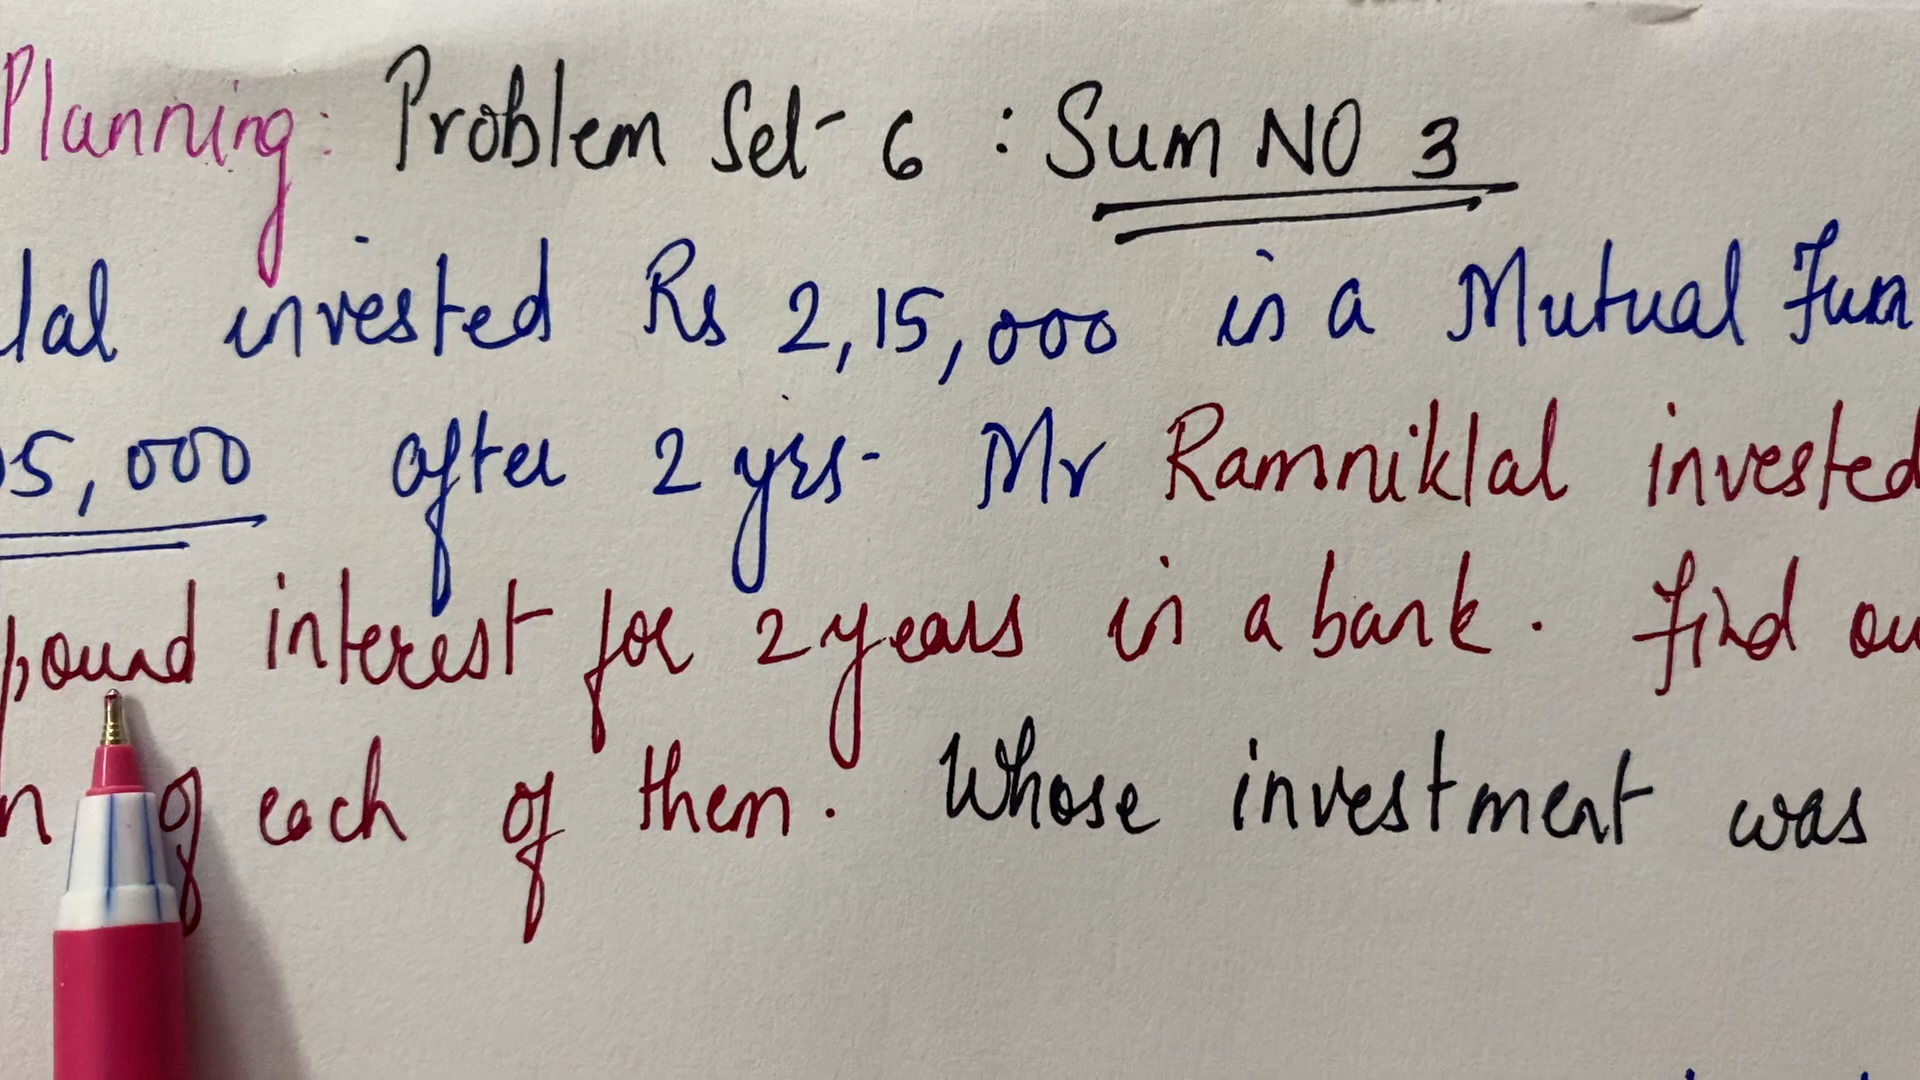 Planning: Problem Set 6 : Sum NO 3
lal invested Rs 2,15,000 in a Mutual Fun
05,000 after 2 yrs. Mr Ramniklal invested
pound interest for 2 years in a bank. Find ou
n of each of them. Whose investment was